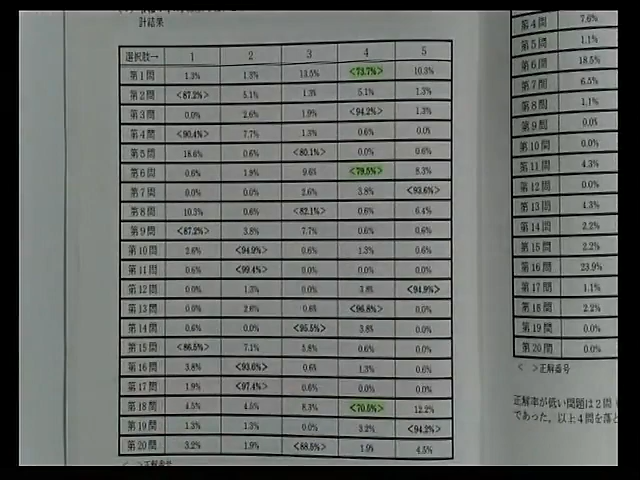 計結果
選択肢→ 1 2 3 4 5
第1問 1.3% 1.3% 13.5% <73.7%> 10.3%
第2問 <87.2%> 5.1% 1.3% 5.1% 1.3%
第3問 0.0% 2.6% 1.9% <94.2%> 1.3%
第4問 <90.4%> 7.7% 1.3% 0.6% 0.0%
第5問 18.6% 0.6% <80.1%> 0.0% 0.6%
第6問 0.6% 1.9% 9.6% <79.5%> 8.3%
第7問 0.0% 0.0% 2.6% 3.8% <93.6%>
第8問 10.3% 0.6% <82.1%> 0.6% 6.4%
第9問 <87.2%> 3.8% 7.7% 0.6% 0.6%
第10問 2.6% <94.9%> 0.6% 1.3% 0.6%
第11問 0.6% <99.4%> 0.0% 0.0% 0.0%
第12問 0.0% 1.3% 0.0% 3.8% <94.9%>
第13問 0.0% 2.6% 0.6% <96.8%> 0.0%
第14問 0.6% 0.0% <95.5%> 3.8% 0.0%
第15問 <86.5%> 7.1% 5.8% 0.6% 0.0%
第16問 3.8% <93.6%> 0.6% 1.3% 0.6%
第17問 1.9% <97.4%> 0.6% 0.0% 0.0%
第18問 4.5% 4.5% 8.3% <70.5%> 12.2%
第19問 1.3% 1.3% 0.0% 3.2% <94.2%>
第20問 3.2% 1.9% <88.5%> 1.9% 4.5%
第4問 7.6%
第5問 1.1%
第6問 18.5%
第7問 6.5%
第8問 1.1%
第9問 0.0%
第10問 0.0%
第11問 4.3%
第12問 0.0%
第13問 4.3%
第14問 2.2%
第15問 2.2%
第16問 23.9%
第17問 1.1%
第18問 2.2%
第19問 0.0%
第20問 0.0%
< >正解番号
正解率が低い問題は2問
であった。以上4問を落と